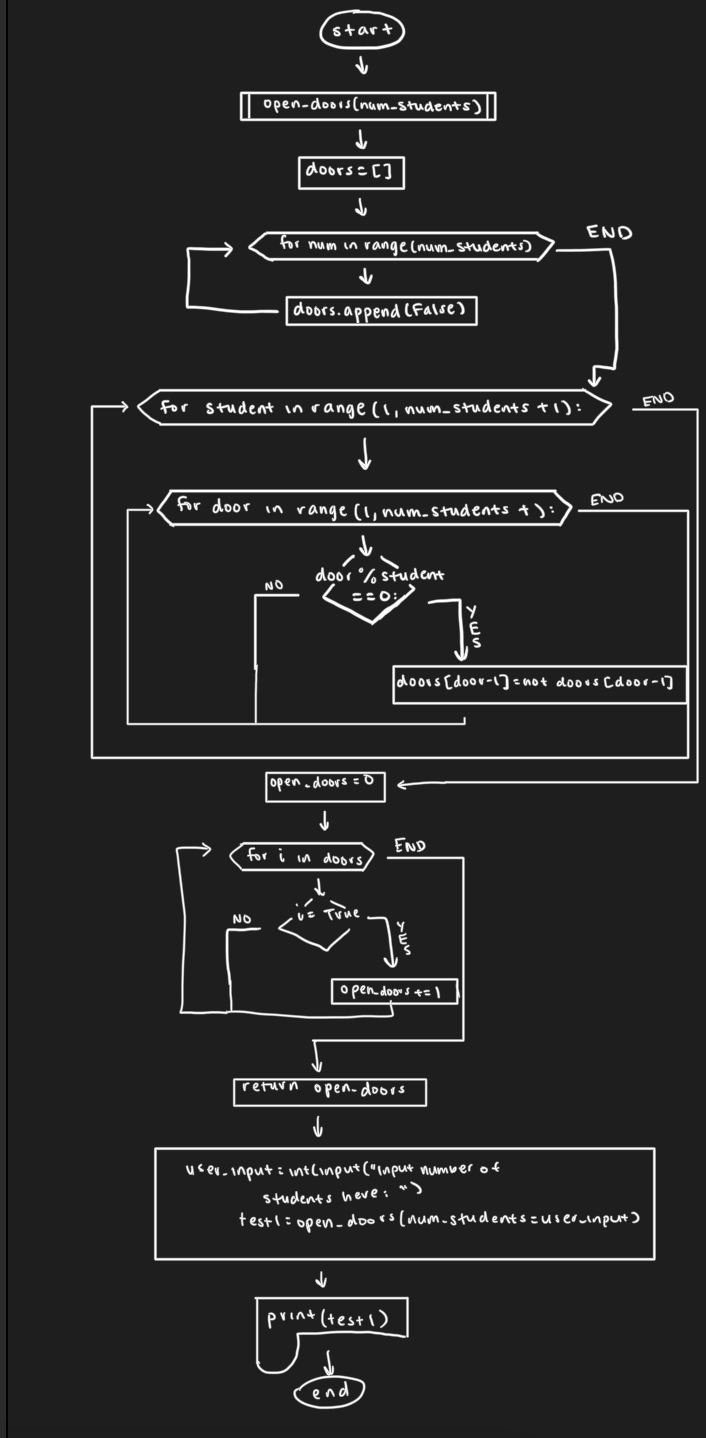 start
open_doors(num_students)
doors=[]
for num in range(num_students)
END
doors.append(False)
for student in range(1,num_students +1):
END
for door in range(1,num_students +):
END
door % student
==0:
NO
YES
doors[door-1]=not doors[door-1]
open_doors=0
for i in doors
END
i= True
NO
YES
open_doors +=1
return open_doors
user_input=int(input("input number of
students here: ")
test1=open_doors(num_students=user_input)
print(test1)
end